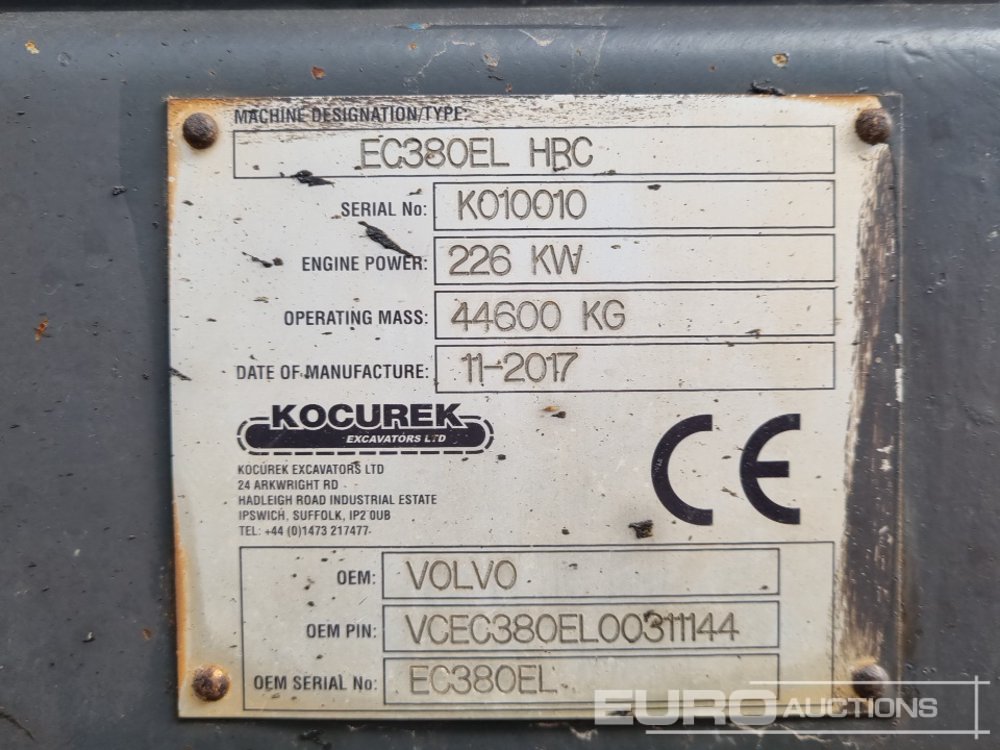 MACHINE DESIGNATION/TYPE:
EC380EL HBC
SERIAL No: K010010
ENGINE POWER: 226 KW
OPERATING MASS: 44600 KG
DATE OF MANUFACTURE: 11-2017
KOCUREK
EXCAVATORS LTD
CE
KOCUREK EXCAVATORS LTD
24 ARKWRIGHT RD
HADLEIGH ROAD INDUSTRIAL ESTATE
IPSWICH, SUFFOLK, IP2 0UB
TEL: +44 (0)1473 217477
OEM: VOLVO
OEM PIN: VCEC380EL00311144
OEM SERIAL No: EC380EL
EURO AUCTIONS